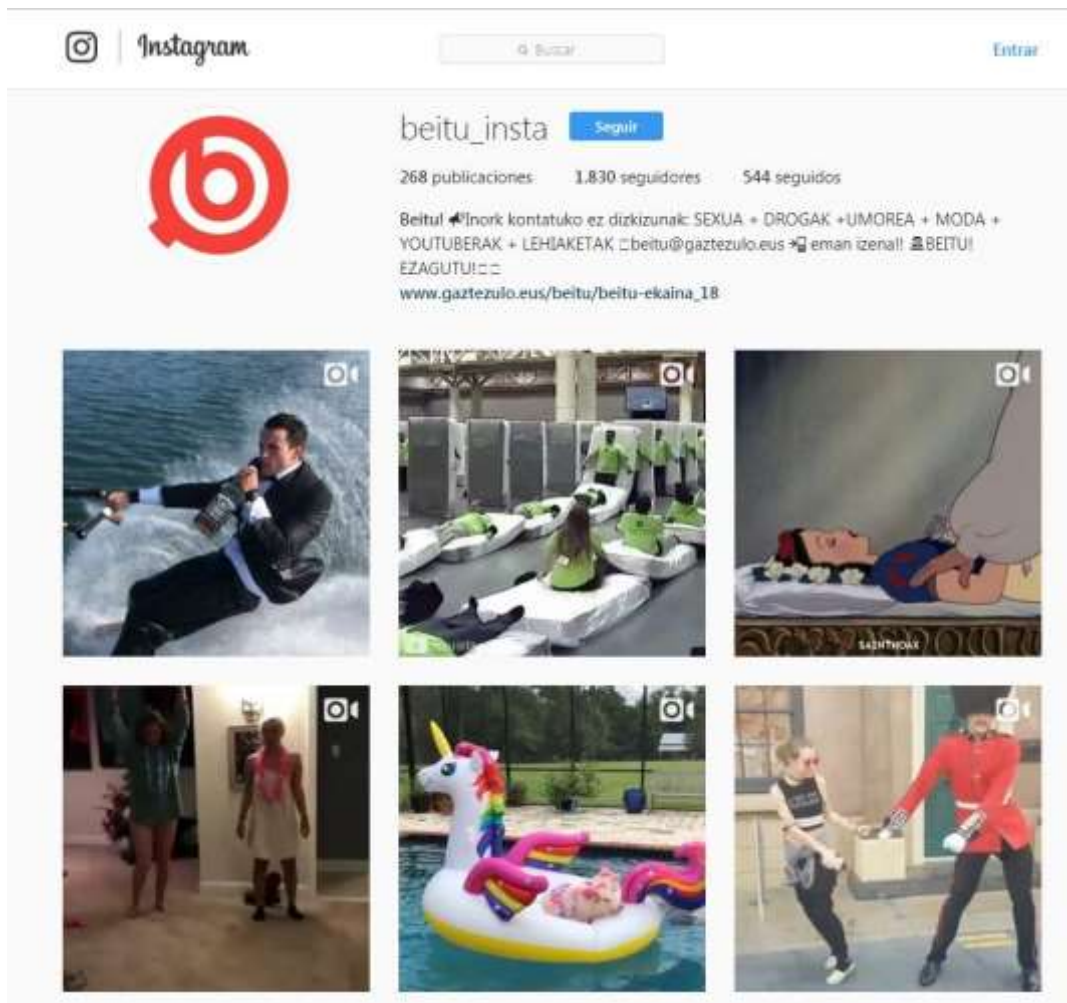 Instagram
Buscar
Entrar
beitu_insta
Seguir
268 publicaciones 1.830 seguidores 544 seguidos
Beitu! Inork kontatuko ez dizkizunak: SEXUA + DROGAK +UMOREA + MODA +
YOUTUBERAK + LEHIAKETAK beitu@gaztezulo.eus eman izena!! BEITU!
EZAGUTU!
www.gaztezulo.eus/beitu/beitu-ekaina_18
SAINTHOAX